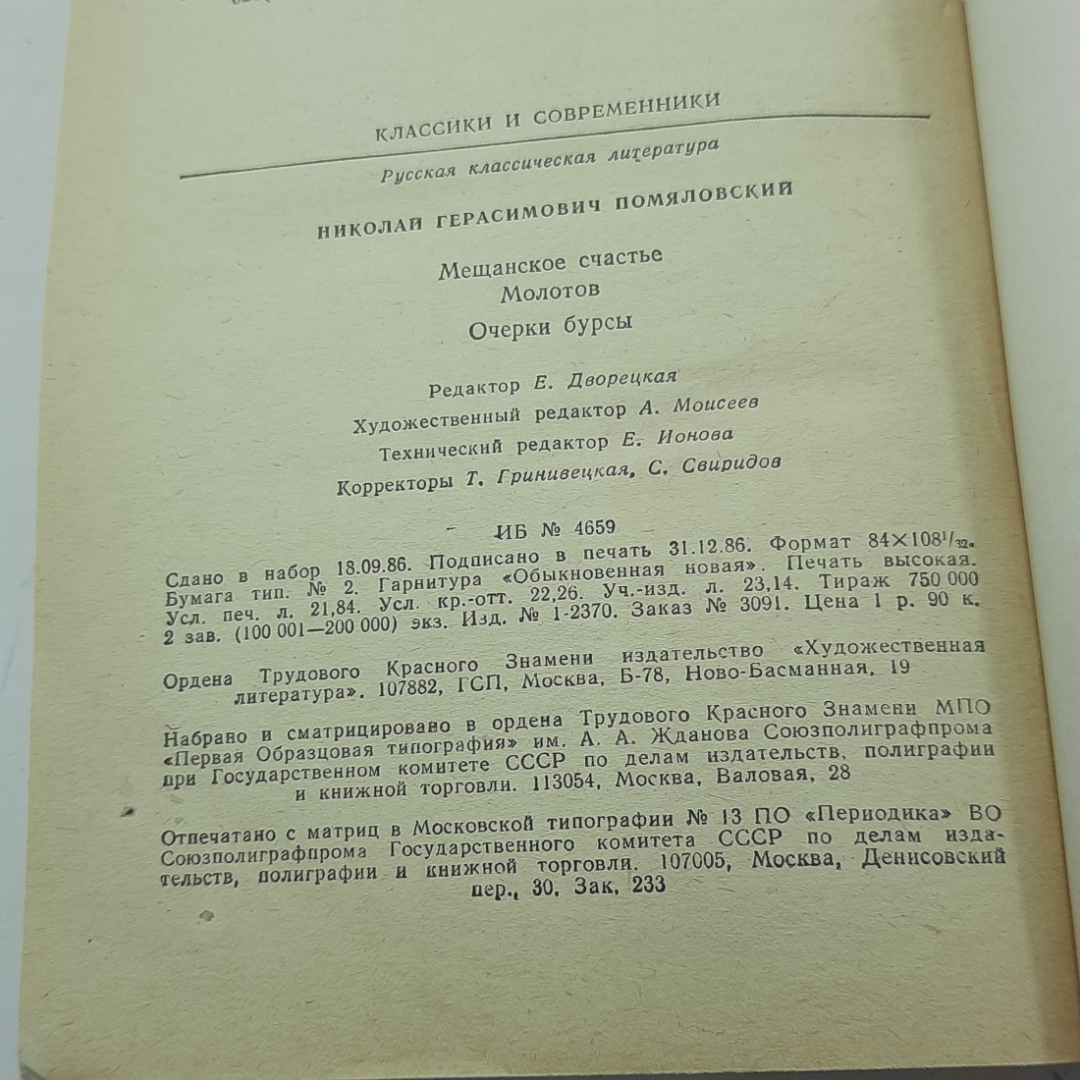 КЛАССИКИ И СОВРЕМЕННИКИ
Русская классическая литература
НИКОЛАЙ ГЕРАСИМОВИЧ ПОМЯЛОВСКИЙ
Мещанское счастье
Молотов
Очерки бурсы
Редактор Е. Дворецкая
Художественный редактор А. Моисеев
Технический редактор Е. Ионова
Корректоры Т. Гринивецкая, С. Свиридов
ИБ № 4659
Сдано в набор 18.09.86. Подписано в печать 31.12.86. Формат 84×108¹/₃₂.
Бумага тип. № 2. Гарнитура «Обыкновенная новая». Печать высокая.
Усл. печ. л. 21,84. Усл. кр.-отт. 22,26. Уч.-изд. л. 23,14. Тираж 750 000
2 зав. (100 001—200 000) экз. Изд. № 1-2370. Заказ № 3091. Цена 1 р. 90 к.
Ордена Трудового Красного Знамени издательство «Художественная
литература». 107882, ГСП, Москва, Б-78, Ново-Басманная, 19
Набрано и сматрицировано в ордена Трудового Красного Знамени МПО
«Первая Образцовая типография» им. А. А. Жданова Союзполиграфпрома
при Государственном комитете СССР по делам издательств, полиграфии
и книжной торговли. 113054, Москва, Валовая, 28
Отпечатано с матриц в Московской типографии № 13 ПО «Периодика» ВО
Союзполиграфпрома Государственного комитета СССР по делам изда-
тельств, полиграфии и книжной торговли. 107005, Москва, Денисовский
пер., 30. Зак. 233